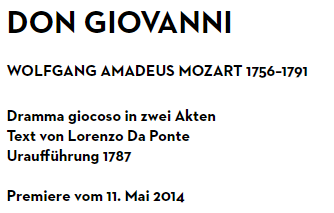 DON GIOVANNI
WOLFGANG AMADEUS MOZART 1756–1791
Dramma giocoso in zwei Akten
Text von Lorenzo Da Ponte
Uraufführung 1787
Premiere vom 11. Mai 2014